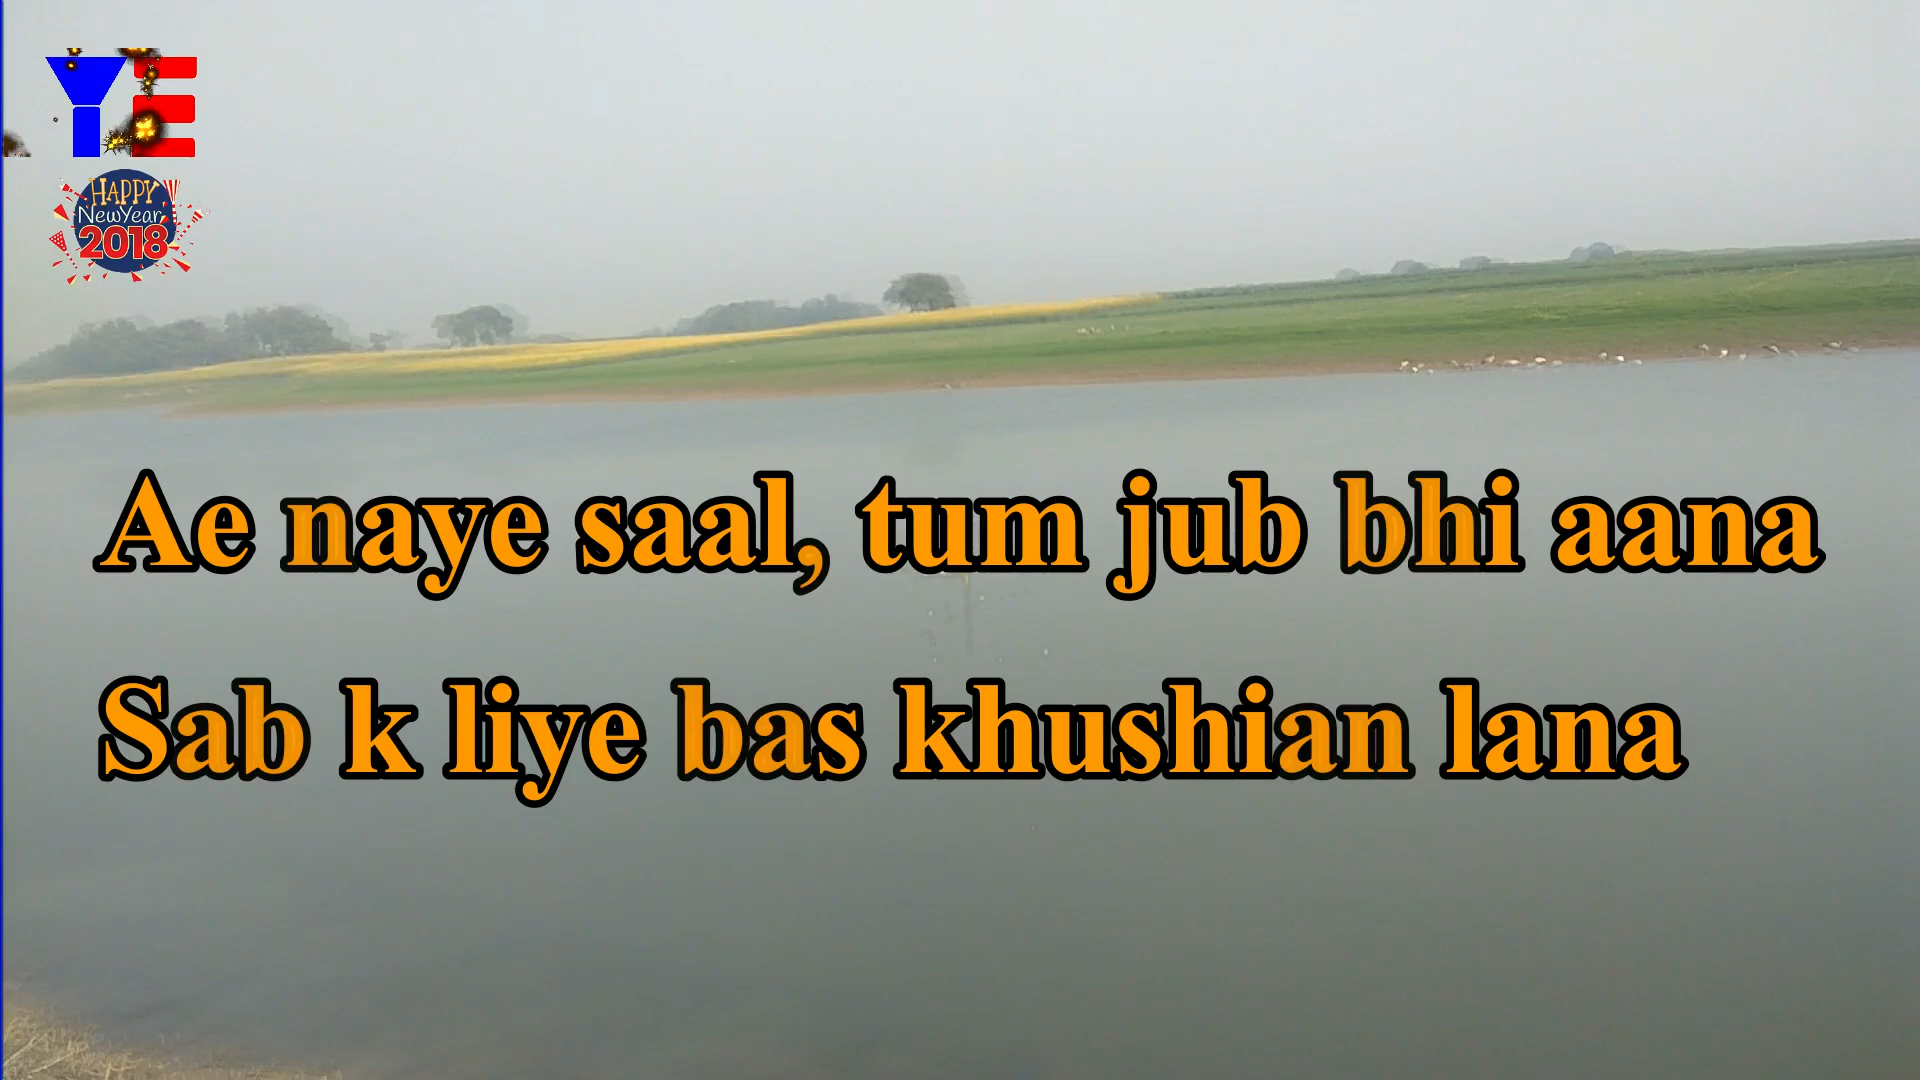 YE
HAPPY
NewYear
2018
Ae naye saal, tum jub bhi aana
Sab k liye bas khushian lana